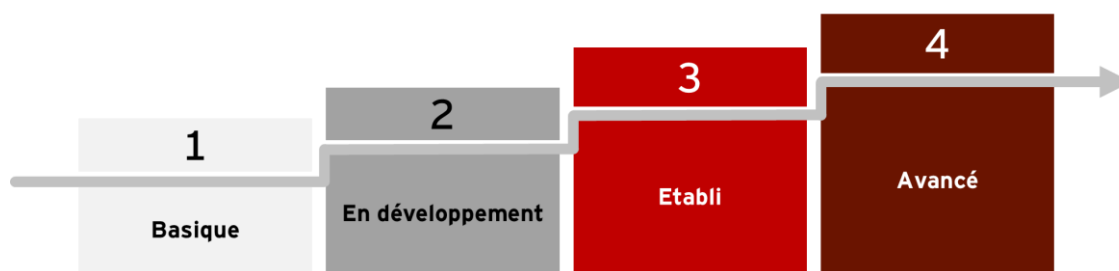 1
Basique
2
En développement
3
Etabli
4
Avancé